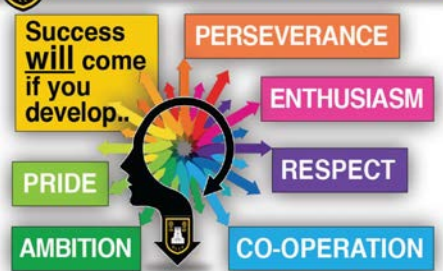 Success
will come
if you
develop..
PERSEVERANCE
ENTHUSIASM
RESPECT
PRIDE
AMBITION
CO-OPERATION